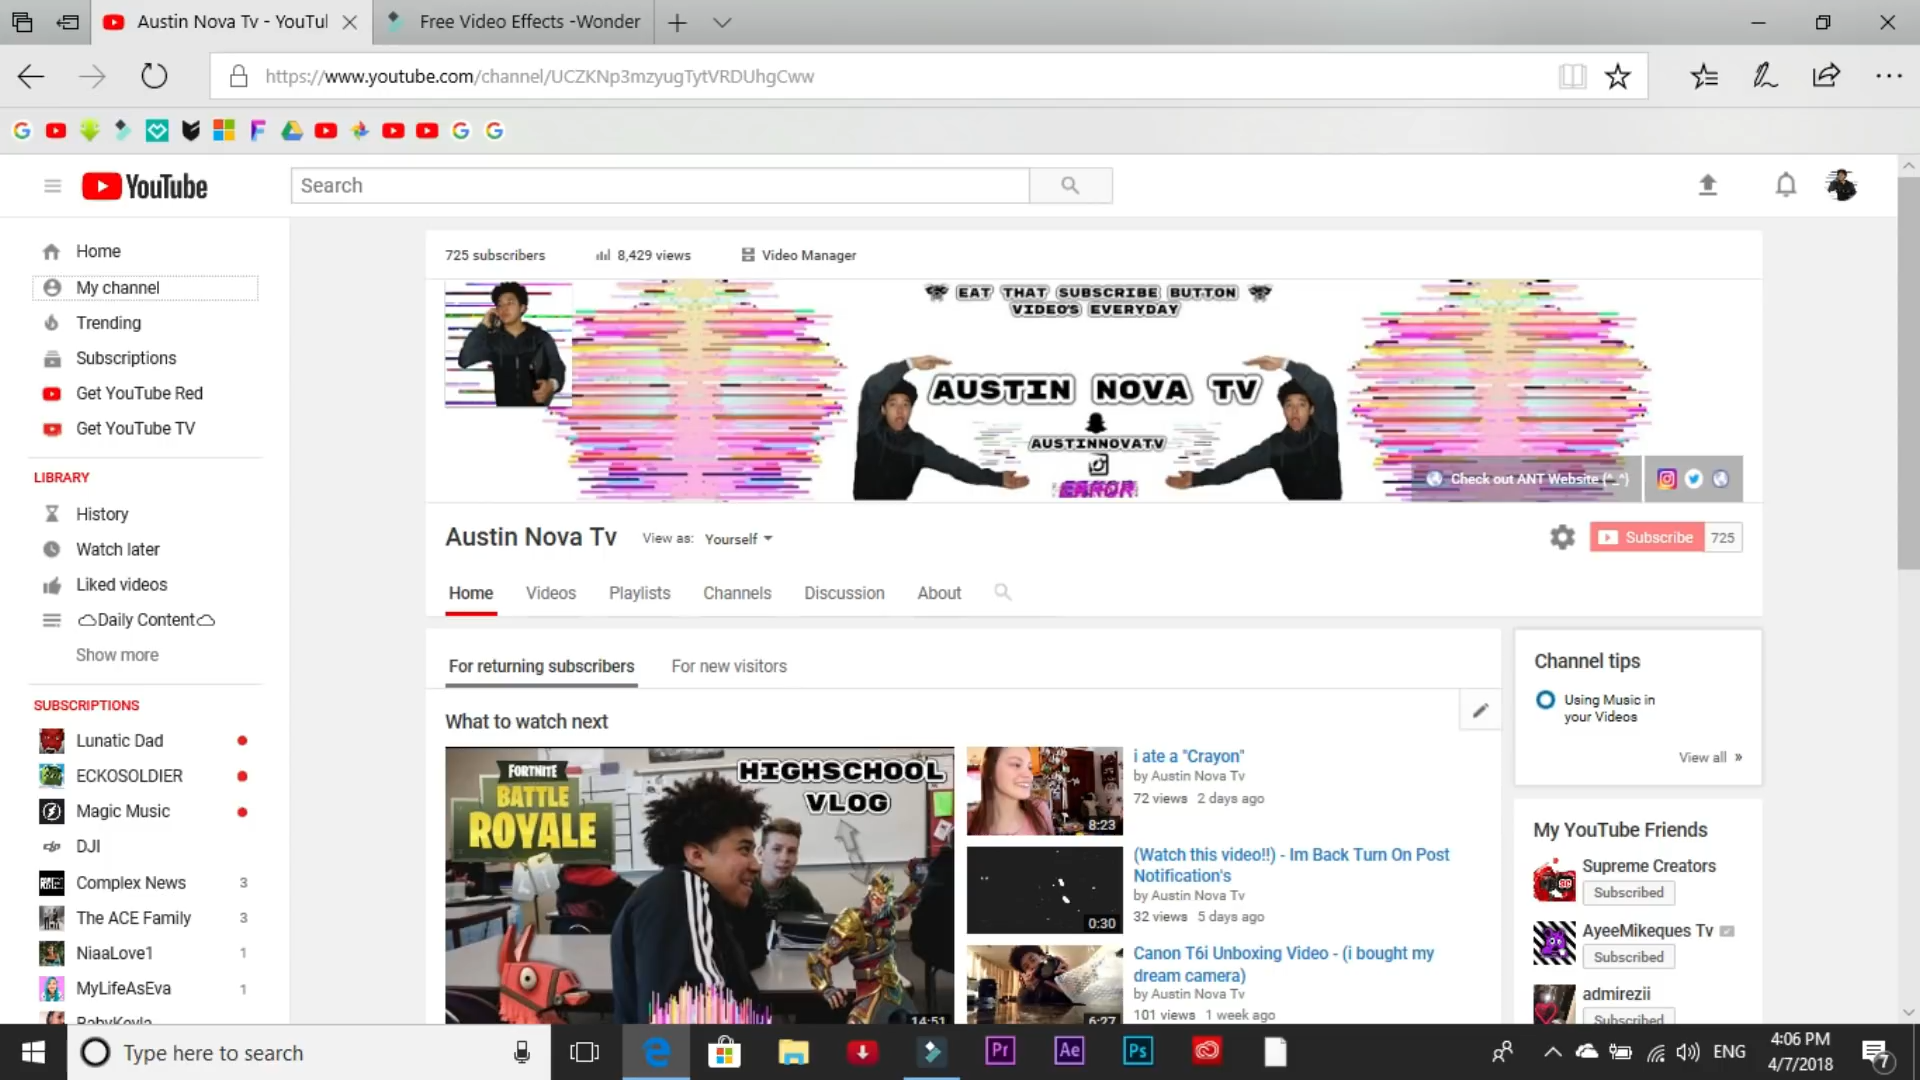 Austin Nova Tv - YouTul
Free Video Effects -Wonder
https://www.youtube.com/channel/UCZKNp3mzyugTytVRDUhgCww
YouTube
Search
Home
My channel
Trending
Subscriptions
Get YouTube Red
Get YouTube TV
LIBRARY
History
Watch later
Liked videos
Daily Content
Show more
SUBSCRIPTIONS
Lunatic Dad
ECKOSOLDIER
Magic Music
DJI
Complex News 3
The ACE Family 3
NiaaLove1 1
MyLifeAsEva 1
725 subscribers
8,429 views
Video Manager
EAT THAT SUBSCRIBE BUTTON
VIDEO'S EVERYDAY
AUSTIN NOVA TV
AUSTINNOVATV
ERROR
Check out ANT Website (^_^)
Austin Nova Tv
View as: Yourself
Subscribe 725
Home Videos Playlists Channels Discussion About
For returning subscribers
For new visitors
What to watch next
FORTNITE
BATTLE
ROYALE
HIGHSCHOOL
VLOG
14:51
8:23
i ate a "Crayon"
by Austin Nova Tv
72 views 2 days ago
0:30
(Watch this video!!) - Im Back Turn On Post
Notification's
by Austin Nova Tv
32 views 5 days ago
6:27
Canon T6i Unboxing Video - (i bought my
dream camera)
by Austin Nova Tv
101 views 1 week ago
Channel tips
Using Music in
your Videos
View all »
My YouTube Friends
Supreme Creators
Subscribed
AyeeMikeques Tv
Subscribed
admirezii
Subscribed
Type here to search
Pr
Ae
Ps
ENG
4:06 PM
4/7/2018
7